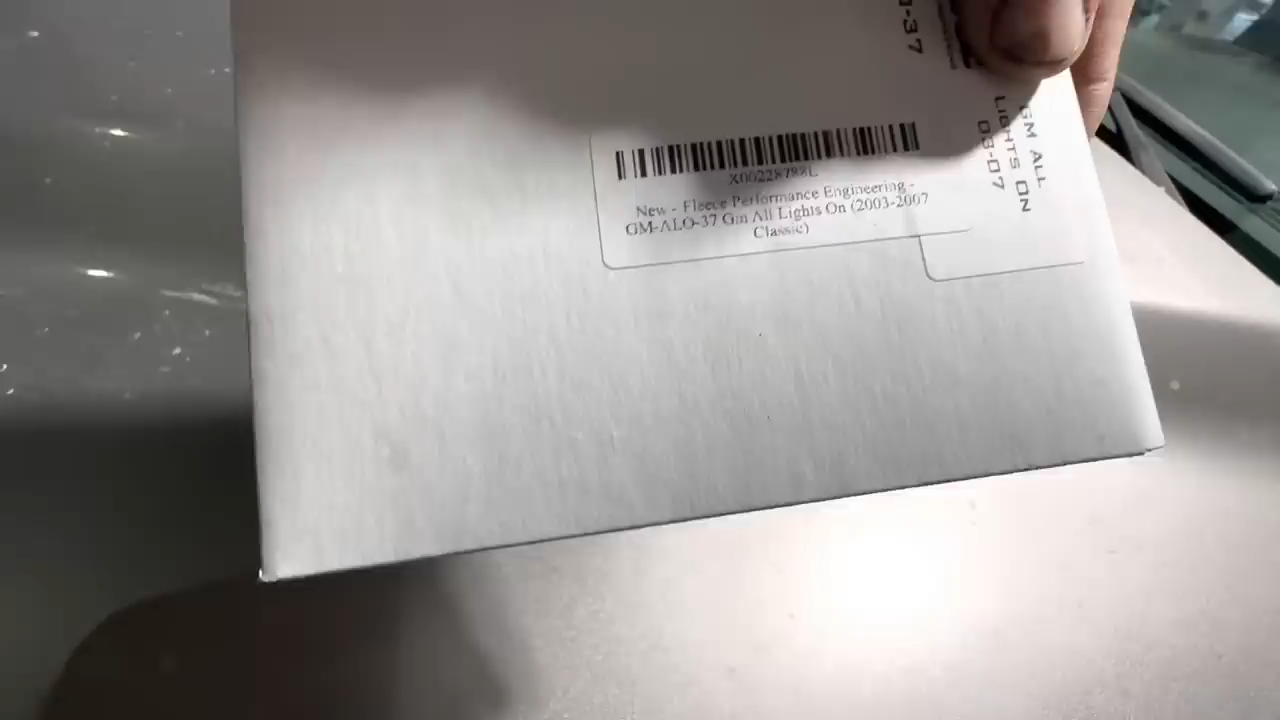 -37
GM ALL
LIGHTS ON
03-07
New - Fleece Performance Engineering -
GM-ALO-37 Gm All Lights On (2003-2007
Classic)